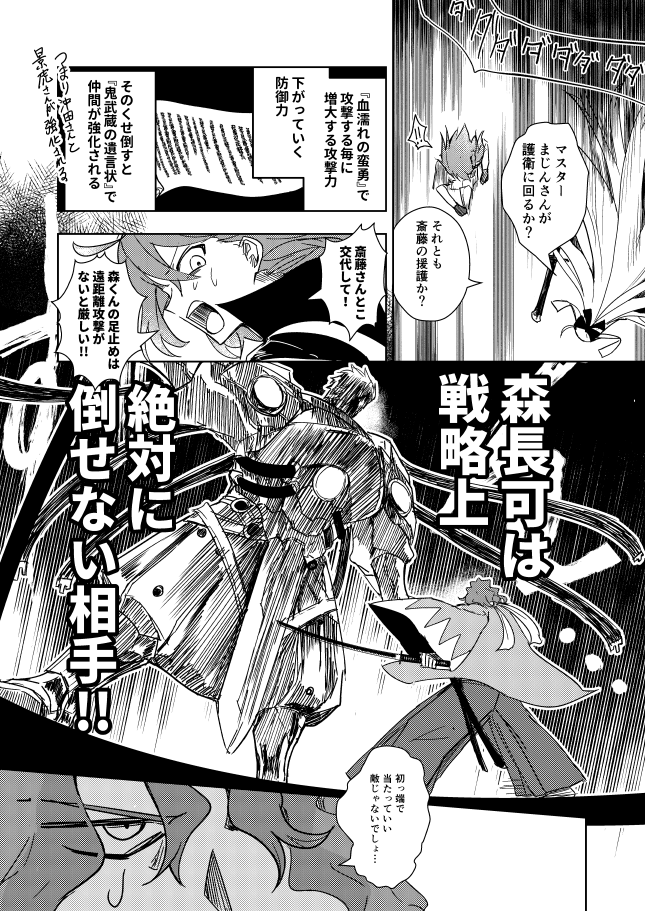 ダダダダダダダダ
マスター
まじんさんが
護衛に回るか？
それとも
斎藤の援護か？
『血濡れの蛮勇』で
攻撃する毎に
増大する攻撃力
下がっていく
防御力
そのくせ倒すと
『鬼武蔵の遺言状』で
仲間が強化される
つまり沖田さんと
景虎さんが強化される
斎藤さんとこ
交代して！
森くんの足止めは
遠距離攻撃が
ないと厳しい!!
森長可は
戦略上
絶対に
倒せない相手!!
初っ端で
当たっていい
敵じゃないでしょ…